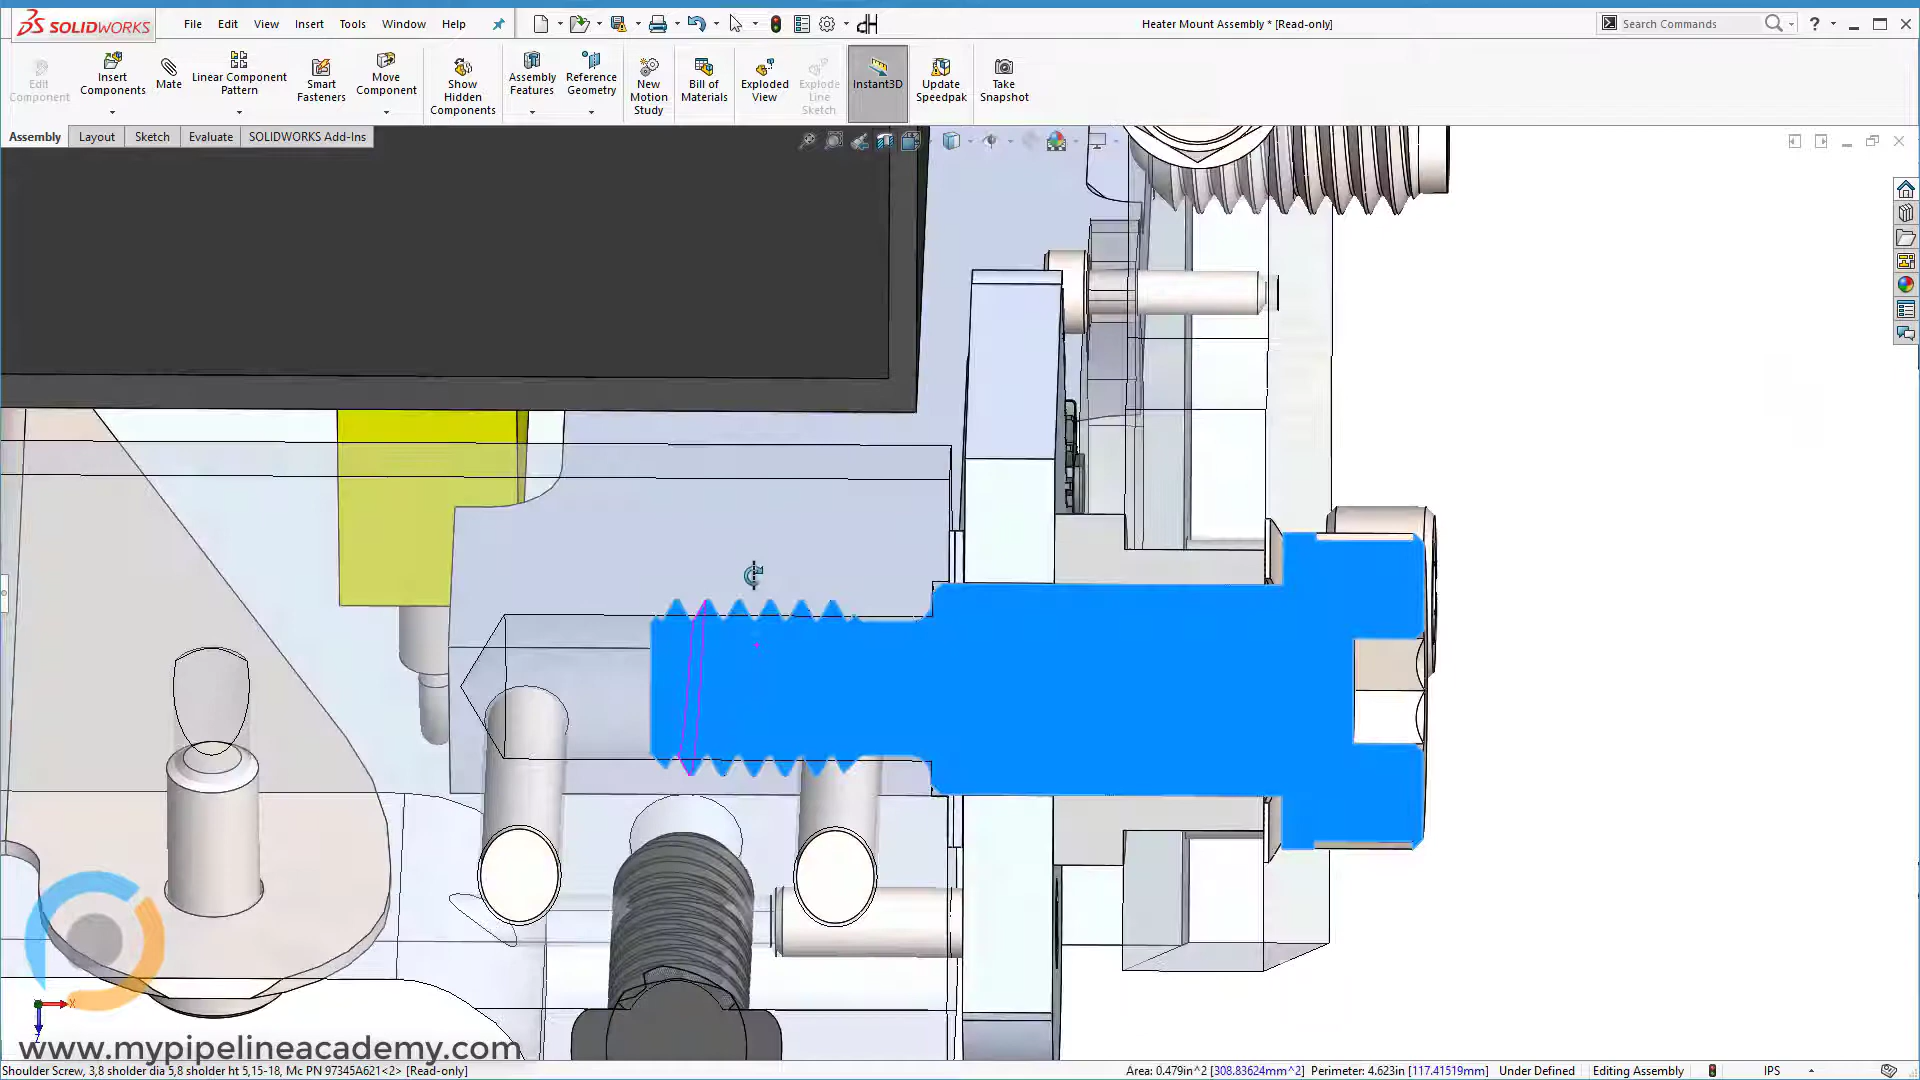 SOLIDWORKS
File Edit View Insert Tools Window Help
Heater Mount Assembly * [Read-only]
Search Commands
Edit Component
Insert Components
Mate
Linear Component Pattern
Smart Fasteners
Move Component
Show Hidden Components
Assembly Features
Reference Geometry
New Motion Study
Bill of Materials
Exploded View
Explode Line Sketch
Instant3D
Update Speedpak
Take Snapshot
Assembly Layout Sketch Evaluate SOLIDWORKS Add-Ins
X
Z
www.mypipelineacademy.com
Shoulder Screw, 3,8 sholder dia 5,8 sholder ht 5,15-18, Mc PN 97345A621<2> [Read-only]
Area: 0.479in^2 [308.83624mm^2] Perimeter: 4.623in [117.41519mm] Under Defined Editing Assembly IPS